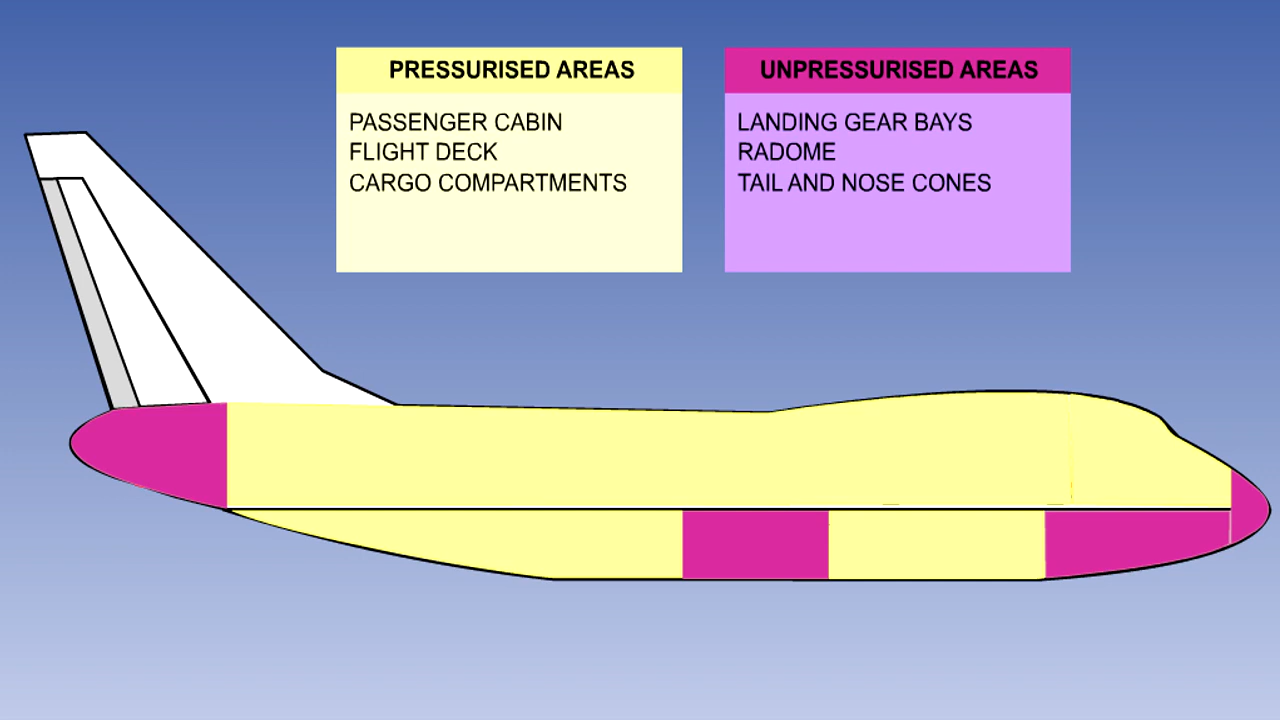 PRESSURISED AREAS
PASSENGER CABIN
FLIGHT DECK
CARGO COMPARTMENTS
UNPRESSURISED AREAS
LANDING GEAR BAYS
RADOME
TAIL AND NOSE CONES